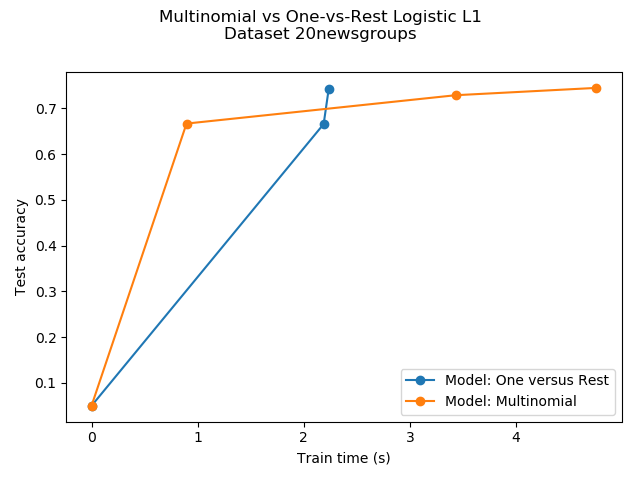 Multinomial vs One-vs-Rest Logistic L1
Dataset 20newsgroups
0.7
0.6
0.5
0.4
0.3
0.2
0.1
Test accuracy
0 1 2 3 4
Train time (s)
Model: One versus Rest
Model: Multinomial